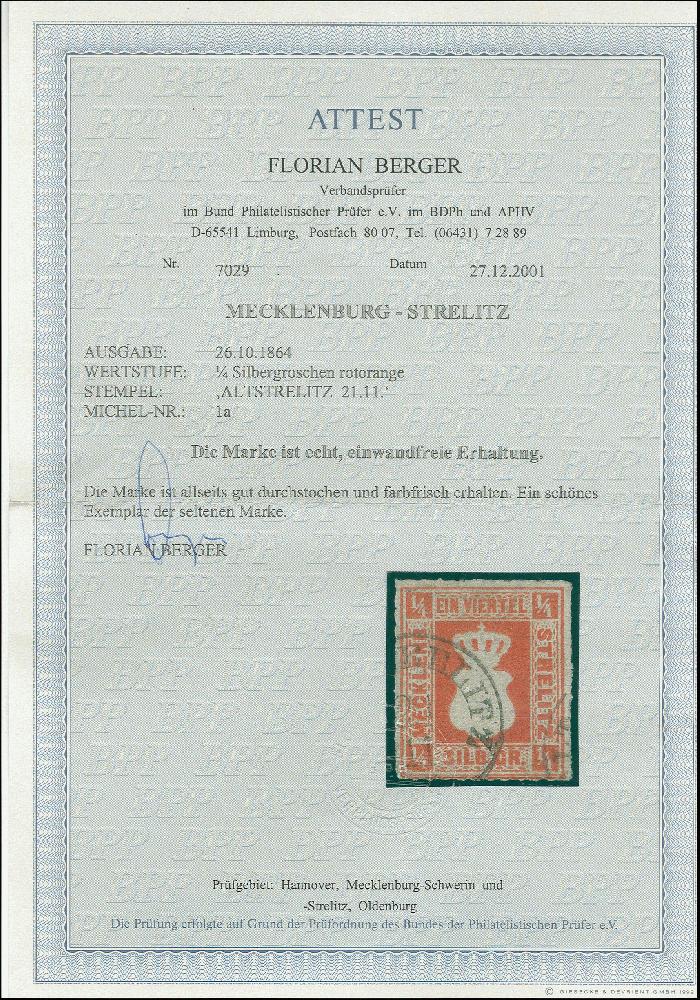 ATTEST
FLORIAN BERGER
Verbandsprüfer
im Bund Philatelistischer Prüfer e.V. im BDPh und APHV
D-65541 Limburg, Postfach 80 07, Tel. (06431) 7 28 89
Nr. 7029 Datum 27.12.2001
MECKLENBURG - STRELITZ
AUSGABE: 26.10.1864
WERTSTUFE: ¼ Silbergroschen rotorange
STEMPEL: ‚ALTSTRELITZ 21.11.‘
MICHEL-NR.: 1a
Die Marke ist echt, einwandfreie Erhaltung.
Die Marke ist allseits gut durchstochen und farbfrisch erhalten. Ein schönes
Exemplar der seltenen Marke.
FLORIAN BERGER
¼ EIN VIERTEL ¼
MECKLENB
STRELITZ
¼ SILB.GR. ¼
Prüfgebiet: Hannover, Mecklenburg-Schwerin und
-Strelitz, Oldenburg
Die Prüfung erfolgte auf Grund der Prüfordnung des Bundes der Philatelistischen Prüfer e.V.
© GIESECKE & DEVRIENT GMBH